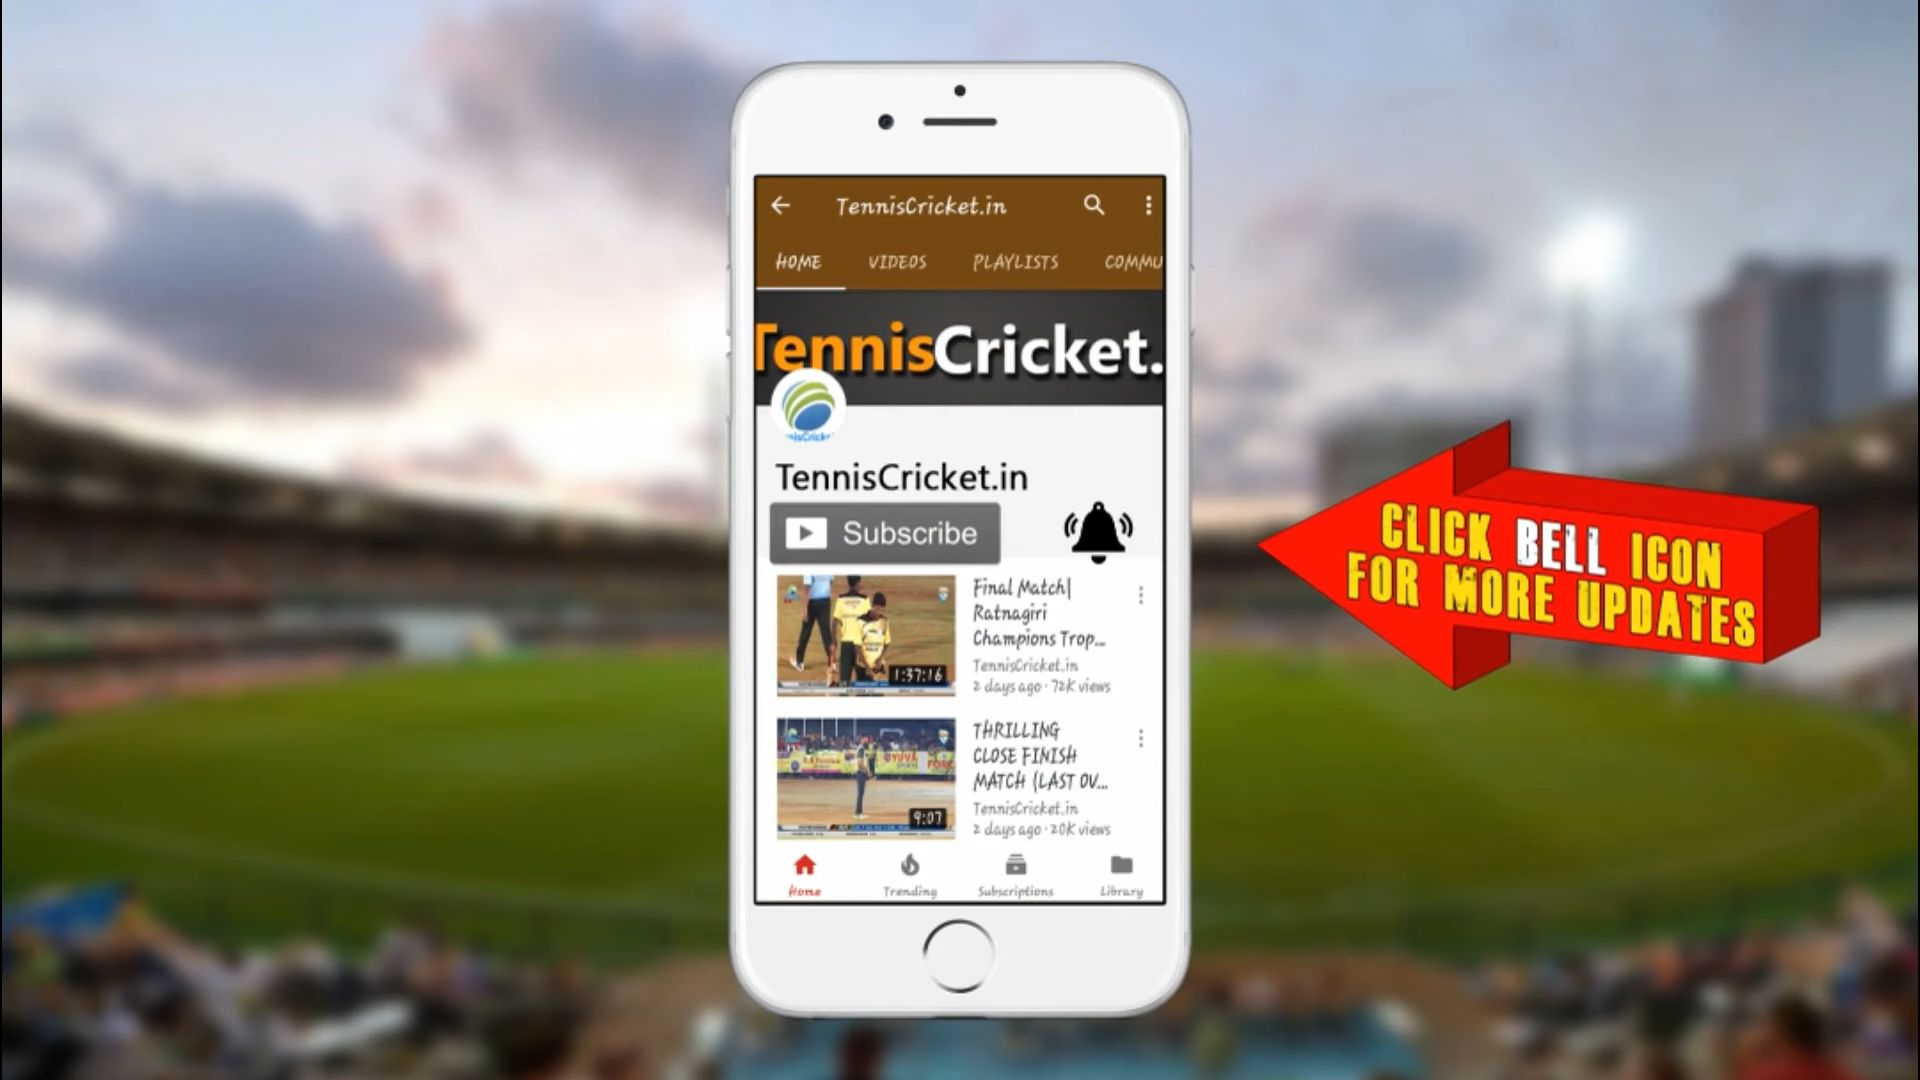 TennisCricket.in
HOME VIDEOS PLAYLISTS COMMU
TennisCricket.
TennisCricket.in
Subscribe
CLICK BELL ICON
FOR MORE UPDATES
Final Match|
Ratnagiri
Champions Trop...
TennisCricket.in
2 days ago · 72K views
1:37:16
THRILLING
CLOSE FINISH
MATCH (LAST OV...
TennisCricket.in
2 days ago · 20K views
YUVA
9:07
Home Trending Subscriptions Library